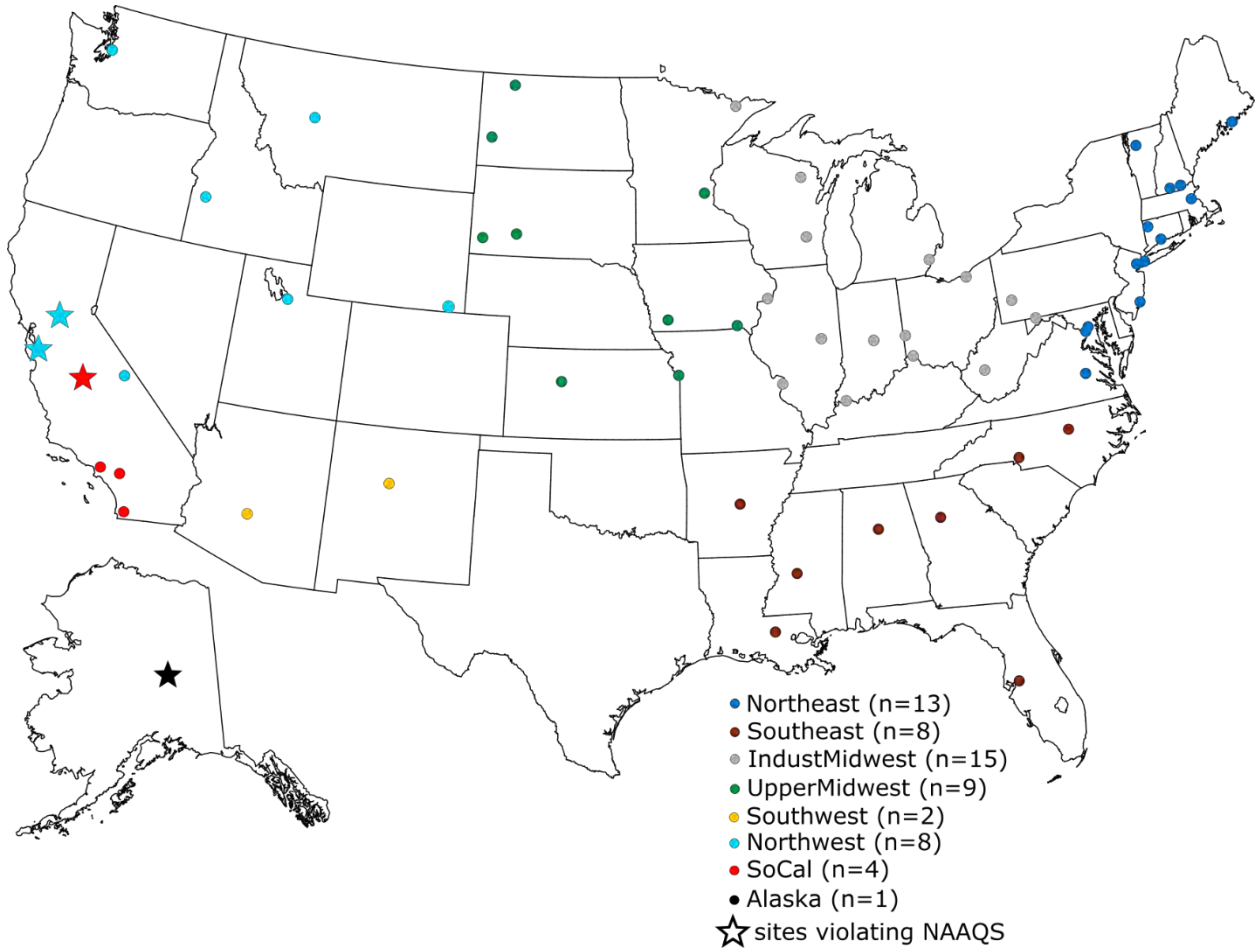 Northeast (n=13)
Southeast (n=8)
IndustMidwest (n=15)
UpperMidwest (n=9)
Southwest (n=2)
Northwest (n=8)
SoCal (n=4)
Alaska (n=1)
sites violating NAAQS